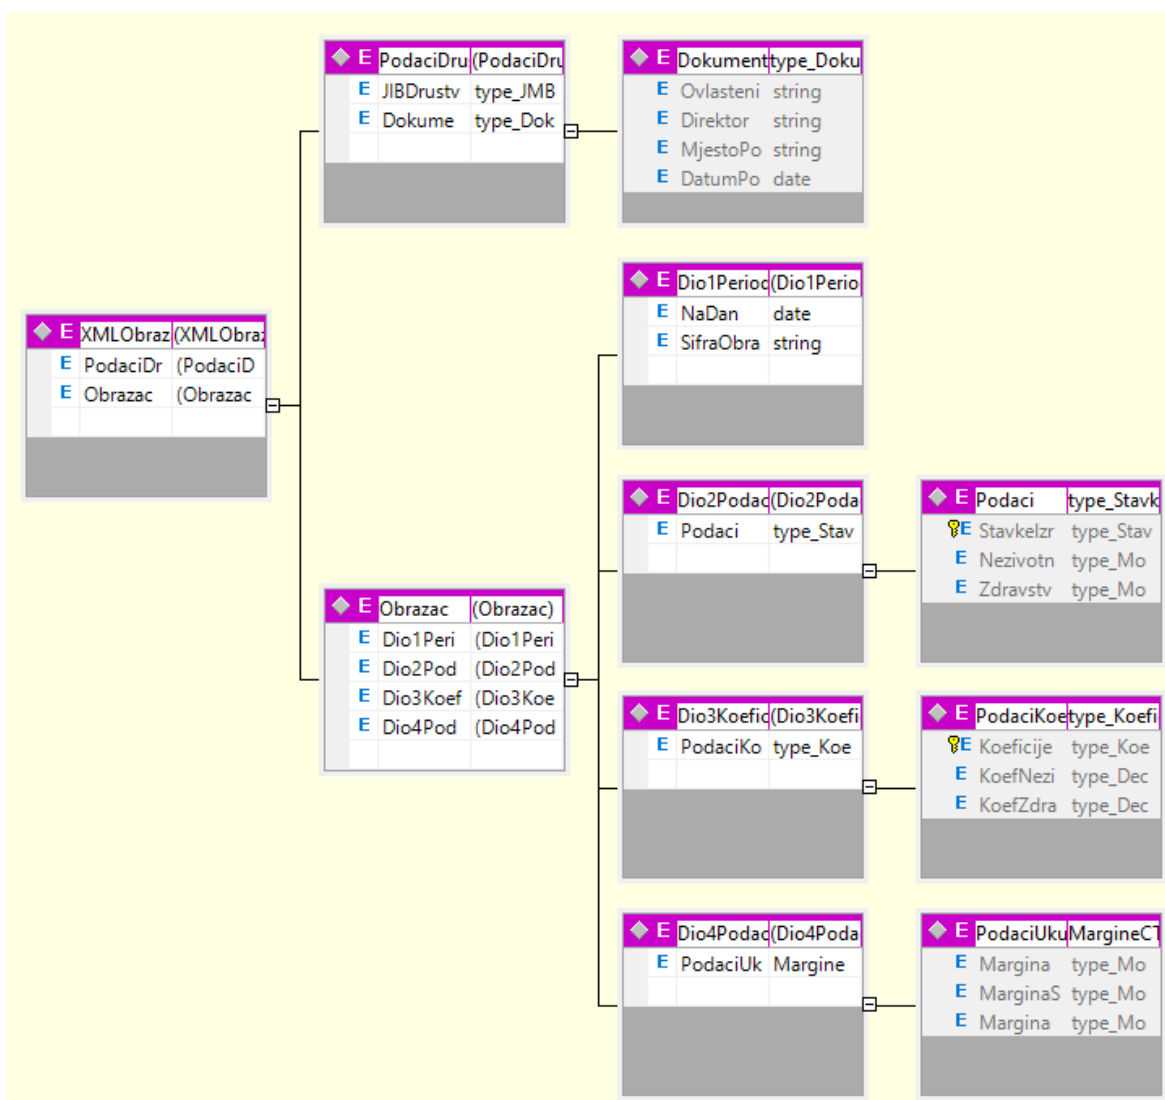 E PodaciDru (PodaciDru
E JIBDrustv type_JMB
E Dokume type_Dok
E Dokument type_Doku
E Ovlasteni string
E Direktor string
E MjestoPo string
E DatumPo date
E Dio1Period (Dio1Perio
E NaDan date
E SifraObra string
E XMLObraz (XMLObraz
E PodaciDr (PodaciD
E Obrazac (Obrazac
E Dio2Podac (Dio2Poda
E Podaci type_Stav
E Podaci type_Stavk
E StavkeIzr type_Stav
E Nezivotn type_Mo
E Zdravstv type_Mo
E Obrazac (Obrazac)
E Dio1Peri (Dio1Peri
E Dio2Pod (Dio2Pod
E Dio3Koef (Dio3Koe
E Dio4Pod (Dio4Pod
E Dio3Koefic (Dio3Koefi
E PodaciKo type_Koe
E PodaciKoe type_Koefi
E Koeficije type_Koe
E KoefNezi type_Dec
E KoefZdra type_Dec
E Dio4Podac (Dio4Poda
E PodaciUk Margine
E PodaciUku MargineCT
E Margina type_Mo
E MarginaS type_Mo
E Margina type_Mo